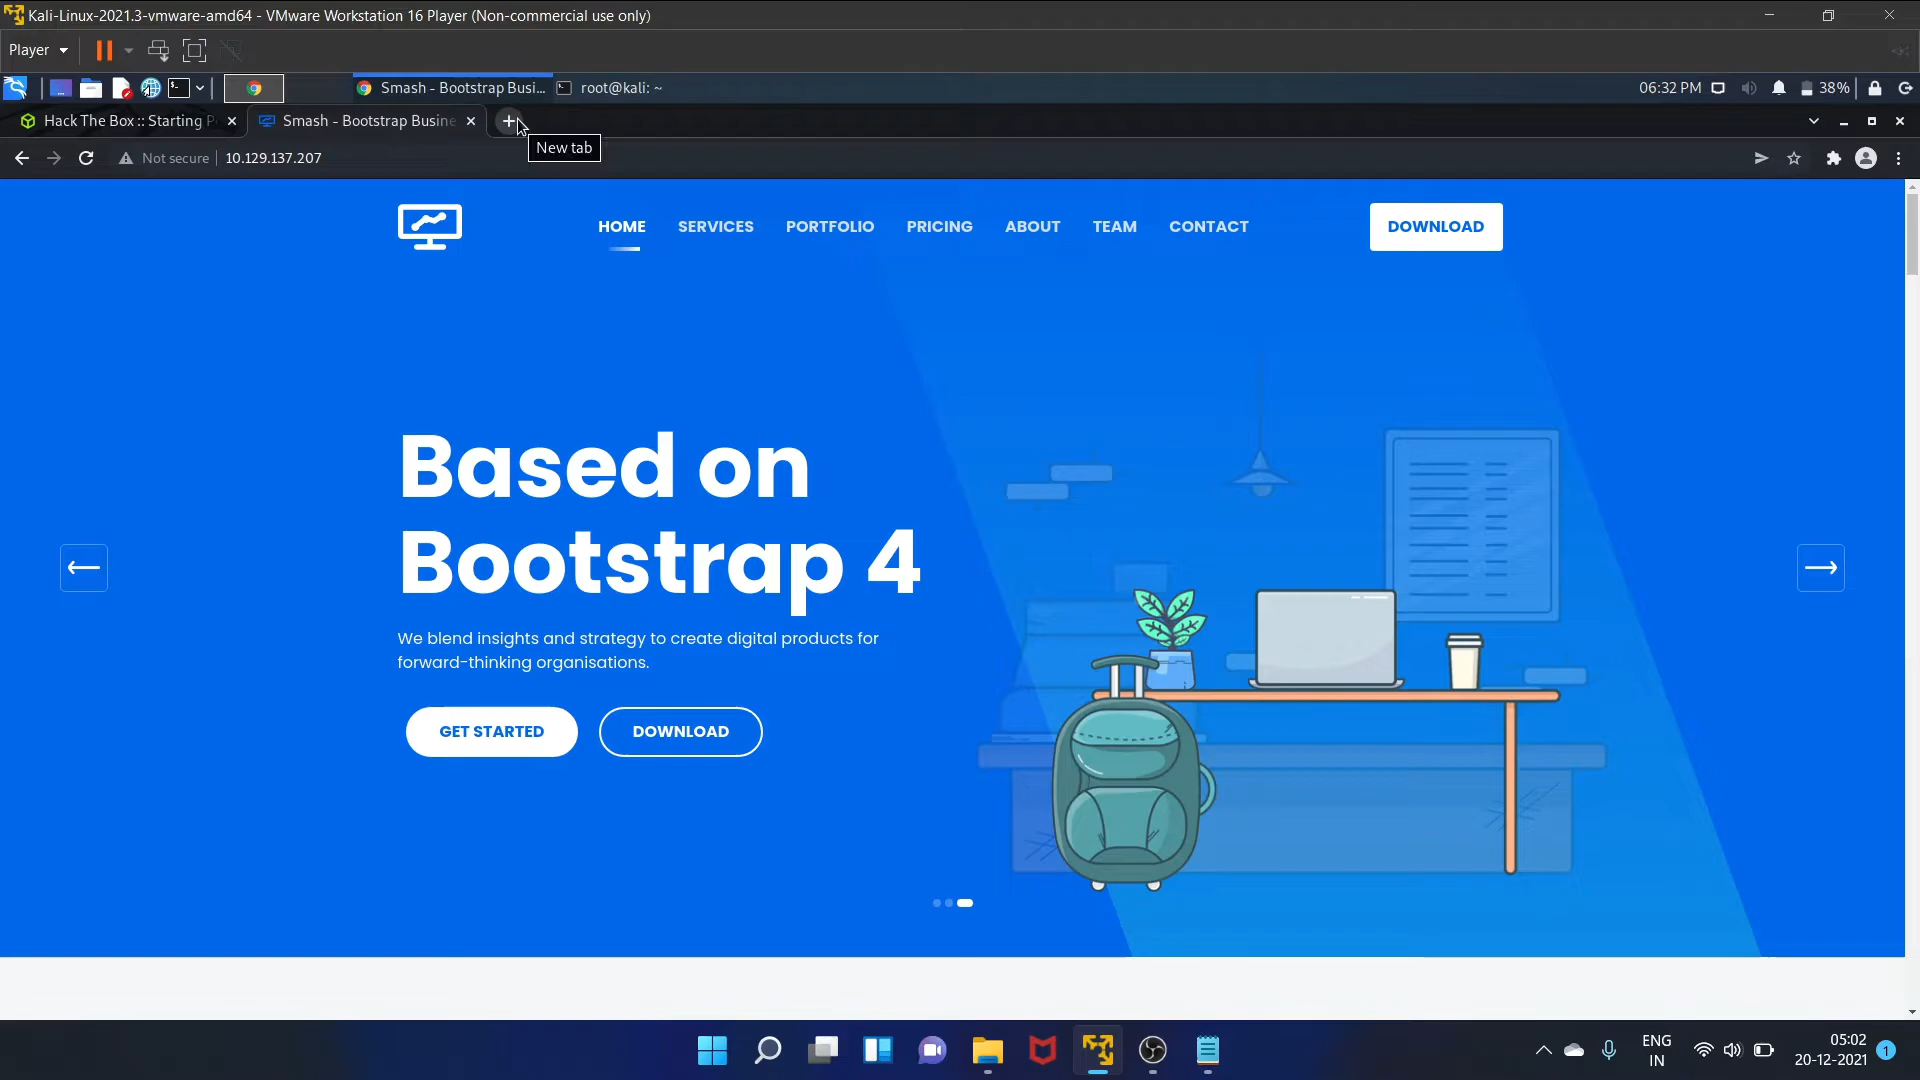 Kali-Linux-2021.3-vmware-amd64 - VMware Workstation 16 Player (Non-commercial use only)
Player
Smash - Bootstrap Busi...
root@kali: ~
06:32 PM
38%
Hack The Box :: Starting P
Smash - Bootstrap Busine
New tab
Not secure
10.129.137.207
HOME
SERVICES
PORTFOLIO
PRICING
ABOUT
TEAM
CONTACT
DOWNLOAD
Based on
Bootstrap 4
We blend insights and strategy to create digital products for
forward-thinking organisations.
GET STARTED
DOWNLOAD
ENG
IN
05:02
20-12-2021
1